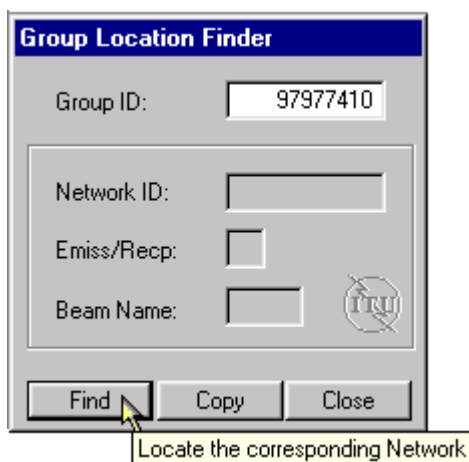 Group Location Finder
Group ID: 97977410
Network ID:
Emiss/Recp:
Beam Name:
ITU
Find Copy Close
Locate the corresponding Network